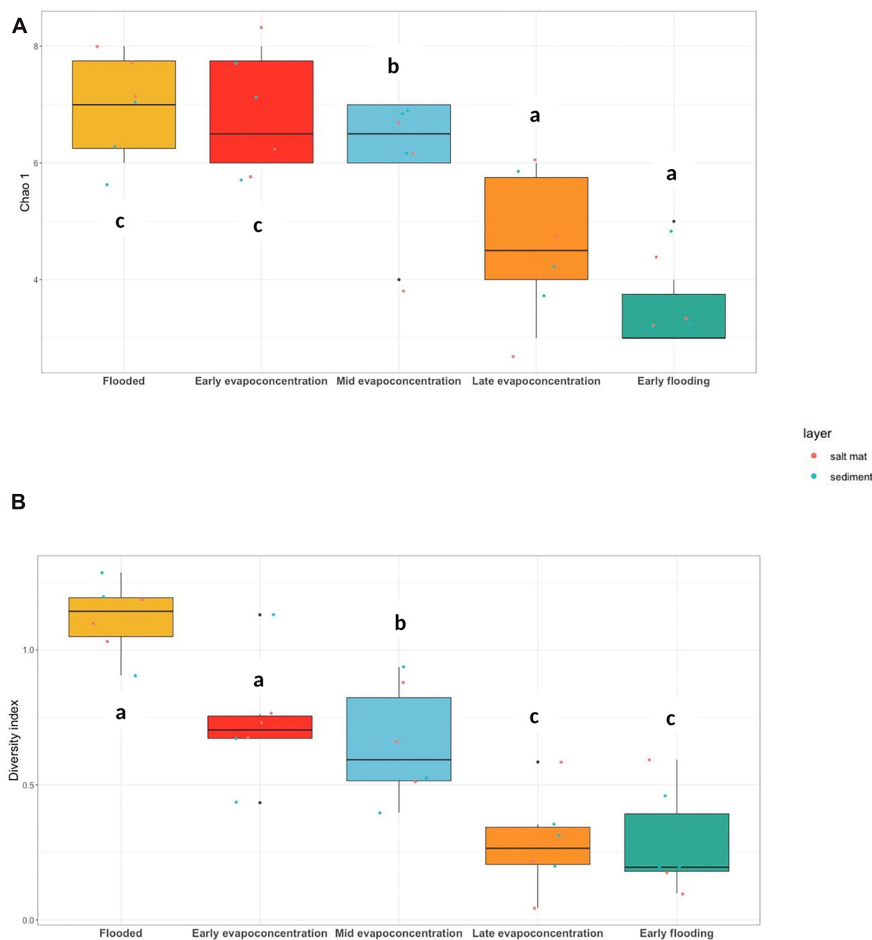 A
8
6
4
Chao 1
c
c
b
a
a
Flooded Early evapoconcentration Mid evapoconcentration Late evapoconcentration Early flooding
layer
salt mat
sediment
B
1.0
0.5
0.0
Diversity index
a
a
b
c
c
Flooded Early evapoconcentration Mid evapoconcentration Late evapoconcentration Early flooding